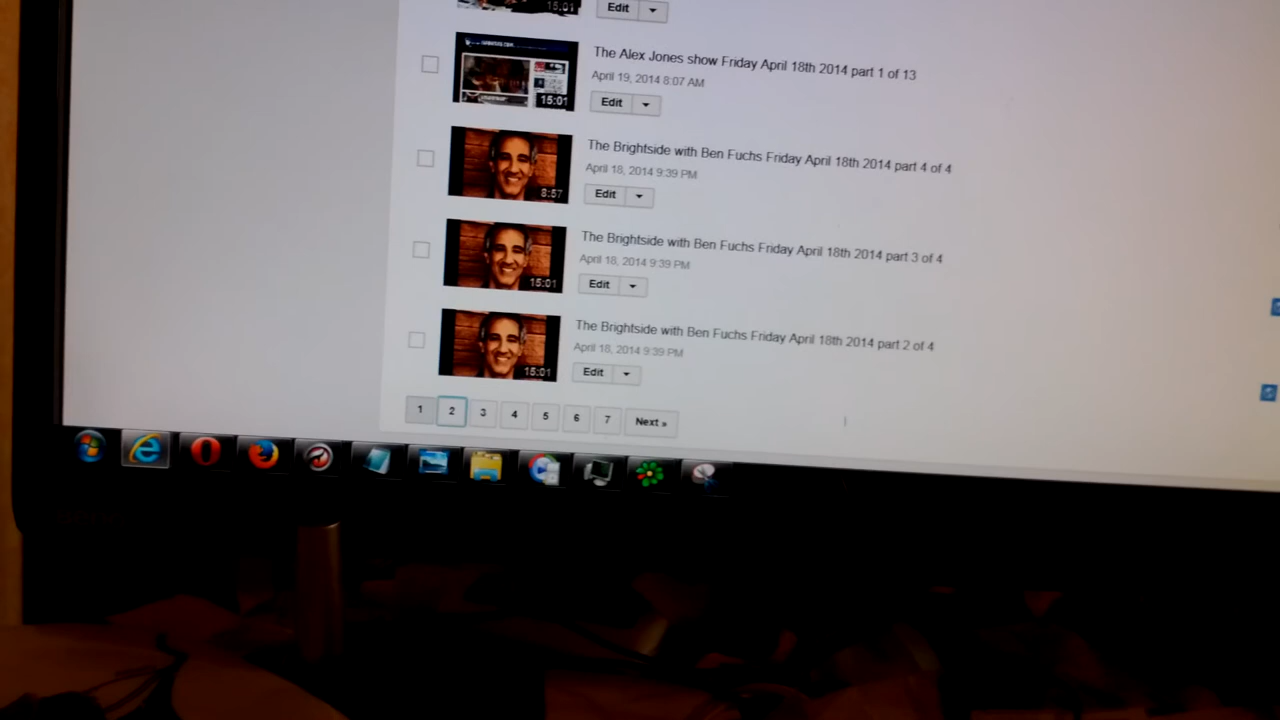 15:01
Edit
The Alex Jones show Friday April 18th 2014 part 1 of 13
April 19, 2014 8:07 AM
15:01
Edit
The Brightside with Ben Fuchs Friday April 18th 2014 part 4 of 4
April 18, 2014 9:39 PM
8:57
Edit
The Brightside with Ben Fuchs Friday April 18th 2014 part 3 of 4
April 18, 2014 9:39 PM
15:01
Edit
The Brightside with Ben Fuchs Friday April 18th 2014 part 2 of 4
April 18, 2014 9:39 PM
15:01
Edit
1 2 3 4 5 6 7 Next »